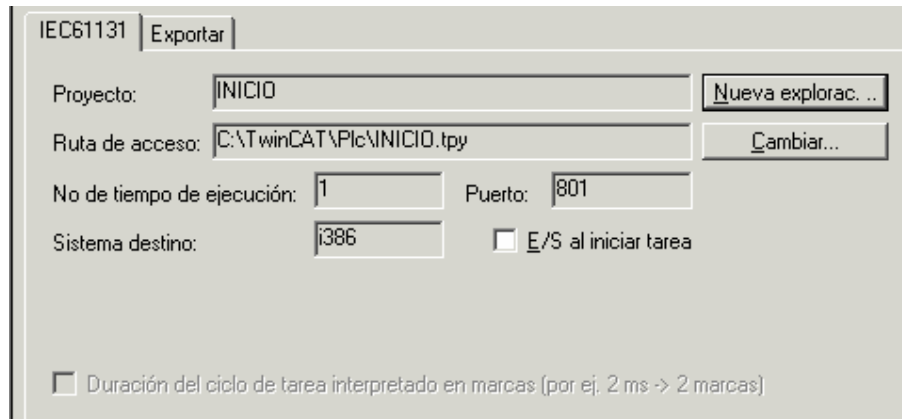 IEC61131 Exportar
Proyecto: INICIO Nueva explorac. ..
Ruta de acceso: C:\TwinCAT\Plc\INICIO.tpy Cambiar...
No de tiempo de ejecución: 1 Puerto: 801
Sistema destino: i386 E/S al iniciar tarea
Duración del ciclo de tarea interpretado en marcas (por ej. 2 ms -> 2 marcas)